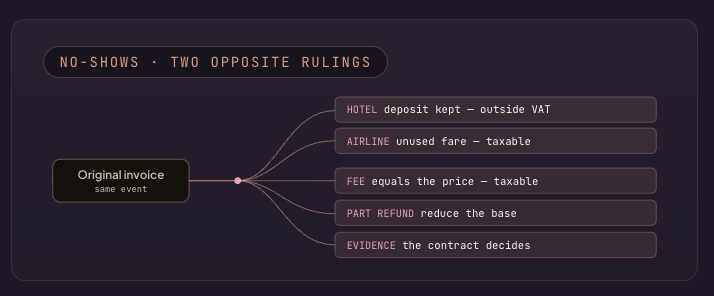 NO-SHOWS · TWO OPPOSITE RULINGS
Original invoice
same event
HOTEL deposit kept — outside VAT
AIRLINE unused fare — taxable
FEE equals the price — taxable
PART REFUND reduce the base
EVIDENCE the contract decides